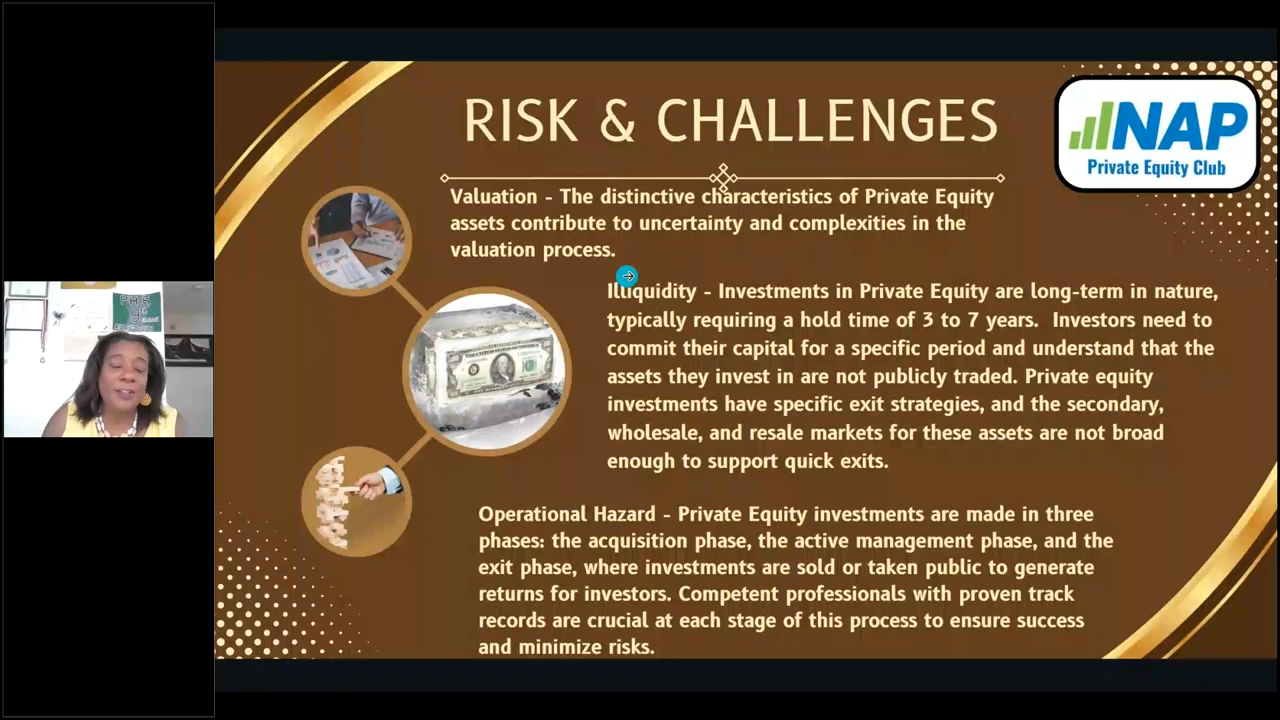 RISK & CHALLENGES
NAP
Private Equity Club
Valuation - The distinctive characteristics of Private Equity
assets contribute to uncertainty and complexities in the
valuation process.
Illiquidity - Investments in Private Equity are long-term in nature,
typically requiring a hold time of 3 to 7 years. Investors need to
commit their capital for a specific period and understand that the
assets they invest in are not publicly traded. Private equity
investments have specific exit strategies, and the secondary,
wholesale, and resale markets for these assets are not broad
enough to support quick exits.
Operational Hazard - Private Equity investments are made in three
phases: the acquisition phase, the active management phase, and the
exit phase, where investments are sold or taken public to generate
returns for investors. Competent professionals with proven track
records are crucial at each stage of this process to ensure success
and minimize risks.